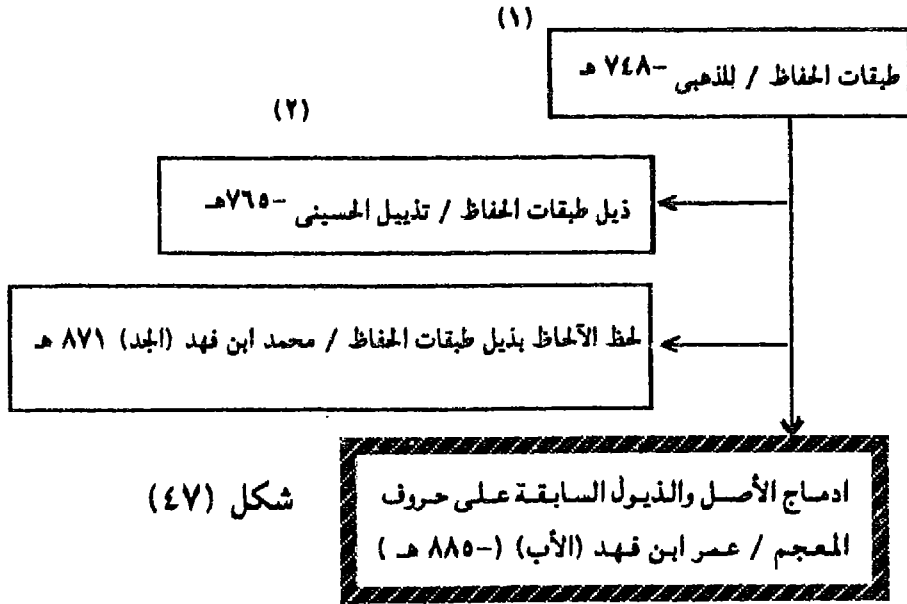 (١)
طبقات الحفاظ / للذهبى -٧٤٨ هـ
(٢)
ذيل طبقات الحفاظ / تذييل الحسينى -٧٦٥هـ
لحظ الآلحاظ بذيل طبقات الحفاظ / محمد ابن فهد (الجد) ٨٧١ هـ
ادماج الأصل والذيول السابقة على حروف
المعجم / عمر ابن فهد (الأب) (-٨٨٥ هـ)
شكل (٤٧)